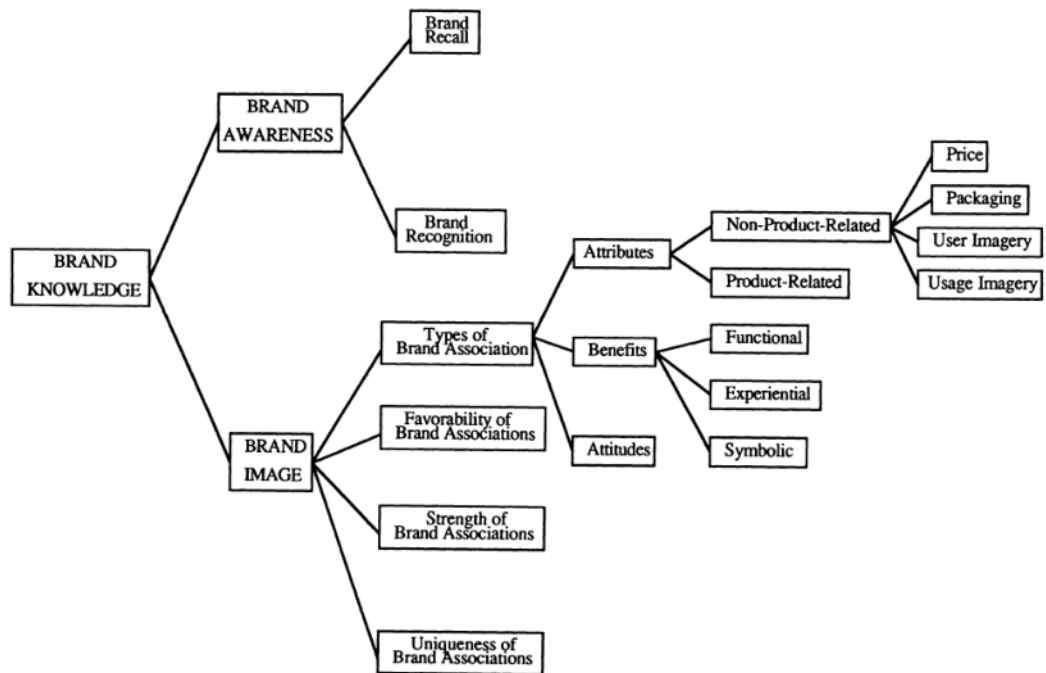 Brand
Recall
BRAND
AWARENESS
Brand
Recognition
BRAND
KNOWLEDGE
Types of
Brand Association
Favorability of
Brand Associations
BRAND
IMAGE
Strength of
Brand Associations
Uniqueness of
Brand Associations
Attributes
Benefits
Attitudes
Non-Product-Related
Product-Related
Functional
Experiential
Symbolic
Price
Packaging
User Imagery
Usage Imagery